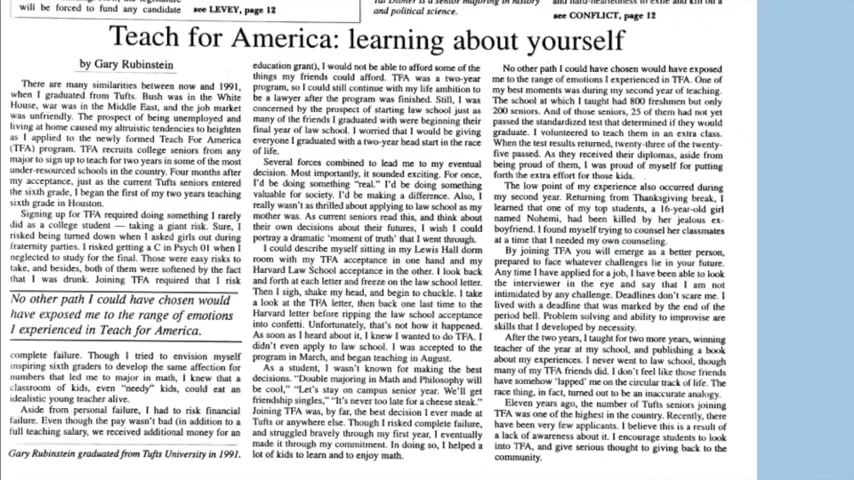 will be forced to fund any candidate
see LEVEY, page 12
and political science.
see CONFLICT, page 12
Teach for America: learning about yourself
by Gary Rubinstein
There are many similarities between now and 1991,
when I graduated from Tufts. Bush was in the White
House, war was in the Middle East, and the job market
was unfriendly. The prospect of being unemployed and
living at home caused my altruistic tendencies to heighten
as I applied to the newly formed Teach For America
(TFA) program. TFA recruits college seniors from any
major to sign up to teach for two years in some of the most
under-resourced schools in the country. Four months after
my acceptance, just as the current Tufts seniors entered
the sixth grade, I began the first of my two years teaching
sixth grade in Houston.
Signing up for TFA required doing something I rarely
did as a college student — taking a giant risk. Sure, I
risked being turned down when I asked girls out during
fraternity parties. I risked getting a C in Psych 01 when I
neglected to study for the final. Those were easy risks to
take, and besides, both of them were softened by the fact
that I was drunk. Joining TFA required that I risk
No other path I could have chosen would
have exposed me to the range of emotions
I experienced in Teach for America.
complete failure. Though I tried to envision myself
inspiring sixth graders to develop the same affection for
numbers that led me to major in math, I knew that a
classroom of kids, even "needy" kids, could eat an
idealistic young teacher alive.
Aside from personal failure, I had to risk financial
failure. Even though the pay wasn't bad (in addition to a
full teaching salary, we received additional money for an
Gary Rubinstein graduated from Tufts University in 1991.
education grant), I would not be able to afford some of the
things my friends could afford. TFA was a two-year
program, so I could still continue with my life ambition to
be a lawyer after the program was finished. Still, I was
concerned by the prospect of starting law school just as
many of the friends I graduated with were beginning their
final year of law school. I worried that I would be giving
everyone I graduated with a two-year head start in the race
of life.
Several forces combined to lead me to my eventual
decision. Most importantly, it sounded exciting. For once,
I'd be doing something "real." I'd be doing something
valuable for society. I'd be making a difference. Also, I
really wasn't as thrilled about applying to law school as my
mother was. As current seniors read this, and think about
their own decisions about their futures, I wish I could
portray a dramatic 'moment of truth' that I went through.
I could describe myself sitting in my Lewis Hall dorm
room with my TFA acceptance in one hand and my
Harvard Law School acceptance in the other. I look back
and forth at each letter and freeze on the law school letter.
Then I sigh, shake my head, and begin to chuckle. I take
a look at the TFA letter, then back one last time to the
Harvard letter before ripping the law school acceptance
into confetti. Unfortunately, that's not how it happened.
As soon as I heard about it, I knew I wanted to do TFA. I
didn't even apply to law school. I was accepted to the
program in March, and began teaching in August.
As a student, I wasn't known for making the best
decisions. "Double majoring in Math and Philosophy will
be cool," "Let's stay on campus senior year. We'll get
friendship singles," "It's never too late for a cheese steak."
Joining TFA was, by far, the best decision I ever made at
Tufts or anywhere else. Though I risked complete failure,
and struggled bravely through my first year, I eventually
made it through my commitment. In doing so, I helped a
lot of kids to learn and to enjoy math.
No other path I could have chosen would have exposed
me to the range of emotions I experienced in TFA. One of
my best moments was during my second year of teaching.
The school at which I taught had 800 freshmen but only
200 seniors. And of those seniors, 25 of them had not yet
passed the standardized test that determined if they would
graduate. I volunteered to teach them in an extra class.
When the test results returned, twenty-three of the twenty-
five passed. As they received their diplomas, aside from
being proud of them, I was proud of myself for putting
forth the extra effort for those kids.
The low point of my experience also occurred during
my second year. Returning from Thanksgiving break, I
learned that one of my top students, a 16-year-old girl
named Nohemi, had been killed by her jealous ex-
boyfriend. I found myself trying to counsel her classmates
at a time that I needed my own counseling.
By joining TFA you will emerge as a better person,
prepared to face whatever challenges lie in your future.
Any time I have applied for a job, I have been able to look
the interviewer in the eye and say that I am not
intimidated by any challenge. Deadlines don't scare me. I
lived with a deadline that was marked by the end of the
period bell. Problem solving and ability to improvise are
skills that I developed by necessity.
After the two years, I taught for two more years, winning
teacher of the year at my school, and publishing a book
about my experiences. I never went to law school, though
many of my TFA friends did. I don't feel like those friends
have somehow 'lapped' me on the circular track of life. The
race thing, in fact, turned out to be an inaccurate analogy.
Eleven years ago, the number of Tufts seniors joining
TFA was one of the highest in the country. Recently, there
have been very few applicants. I believe this is a result of
a lack of awareness about it. I encourage students to look
into TFA, and give serious thought to giving back to the
community.